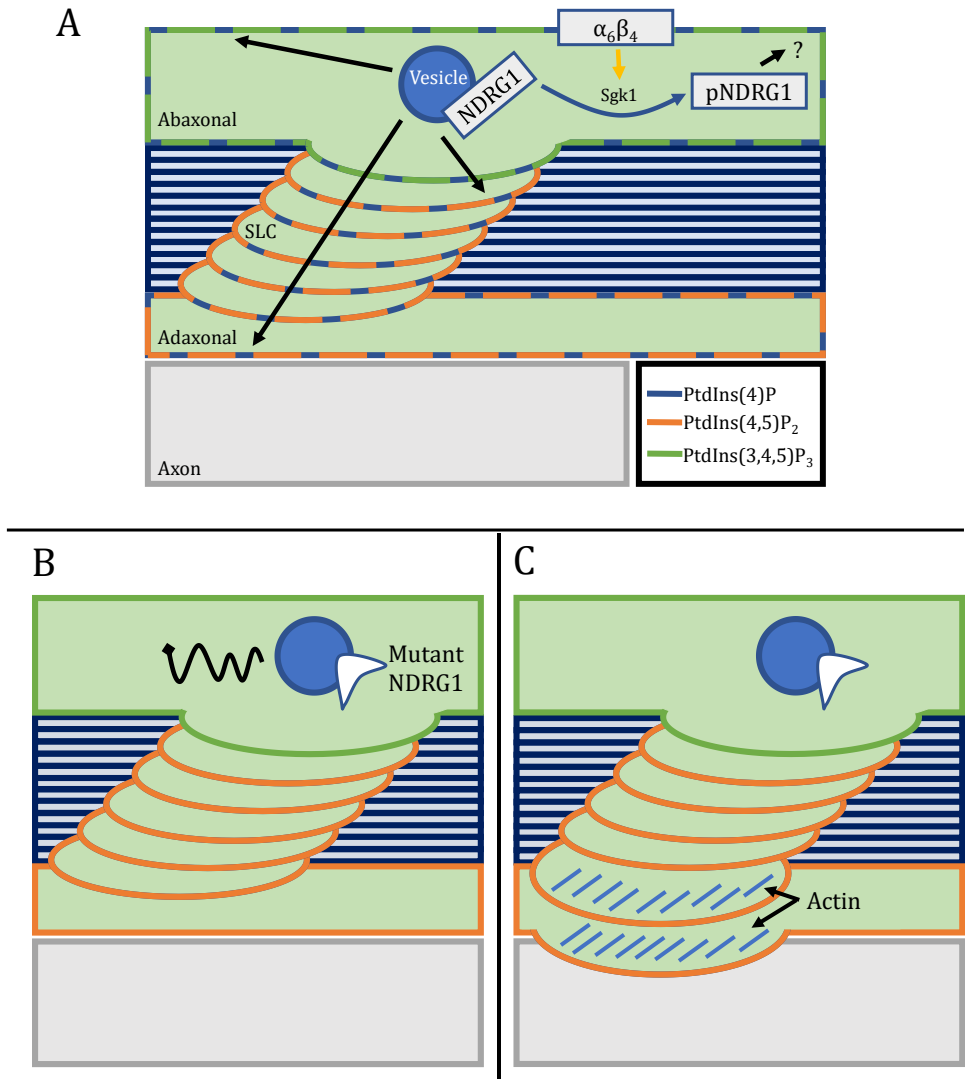 A
α₆β₄
Vesicle
NDRG1
Sgk1
pNDRG1
?
Abaxonal
SLC
Adaxonal
Axon
PtdIns(4)P
PtdIns(4,5)P₂
PtdIns(3,4,5)P₃
B
Mutant
NDRG1
C
Actin